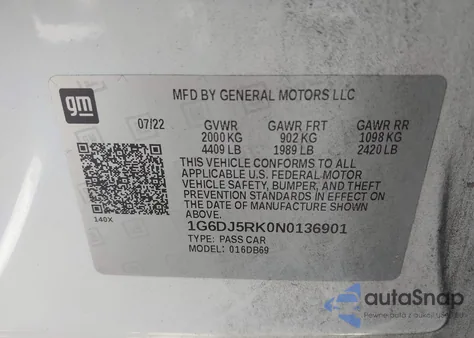 gm
MFD BY GENERAL MOTORS LLC
07/22 GVWR GAWR FRT GAWR RR
2000 KG 902 KG 1098 KG
4409 LB 1989 LB 2420 LB
THIS VEHICLE CONFORMS TO ALL
APPLICABLE U.S. FEDERAL MOTOR
VEHICLE SAFETY, BUMPER, AND THEFT
PREVENTION STANDARDS IN EFFECT ON
THE DATE OF MANUFACTURE SHOWN ABOVE.
140X
1G6DJ5RK0N0136901
TYPE: PASS CAR
MODEL: 016DB69
autoSnap